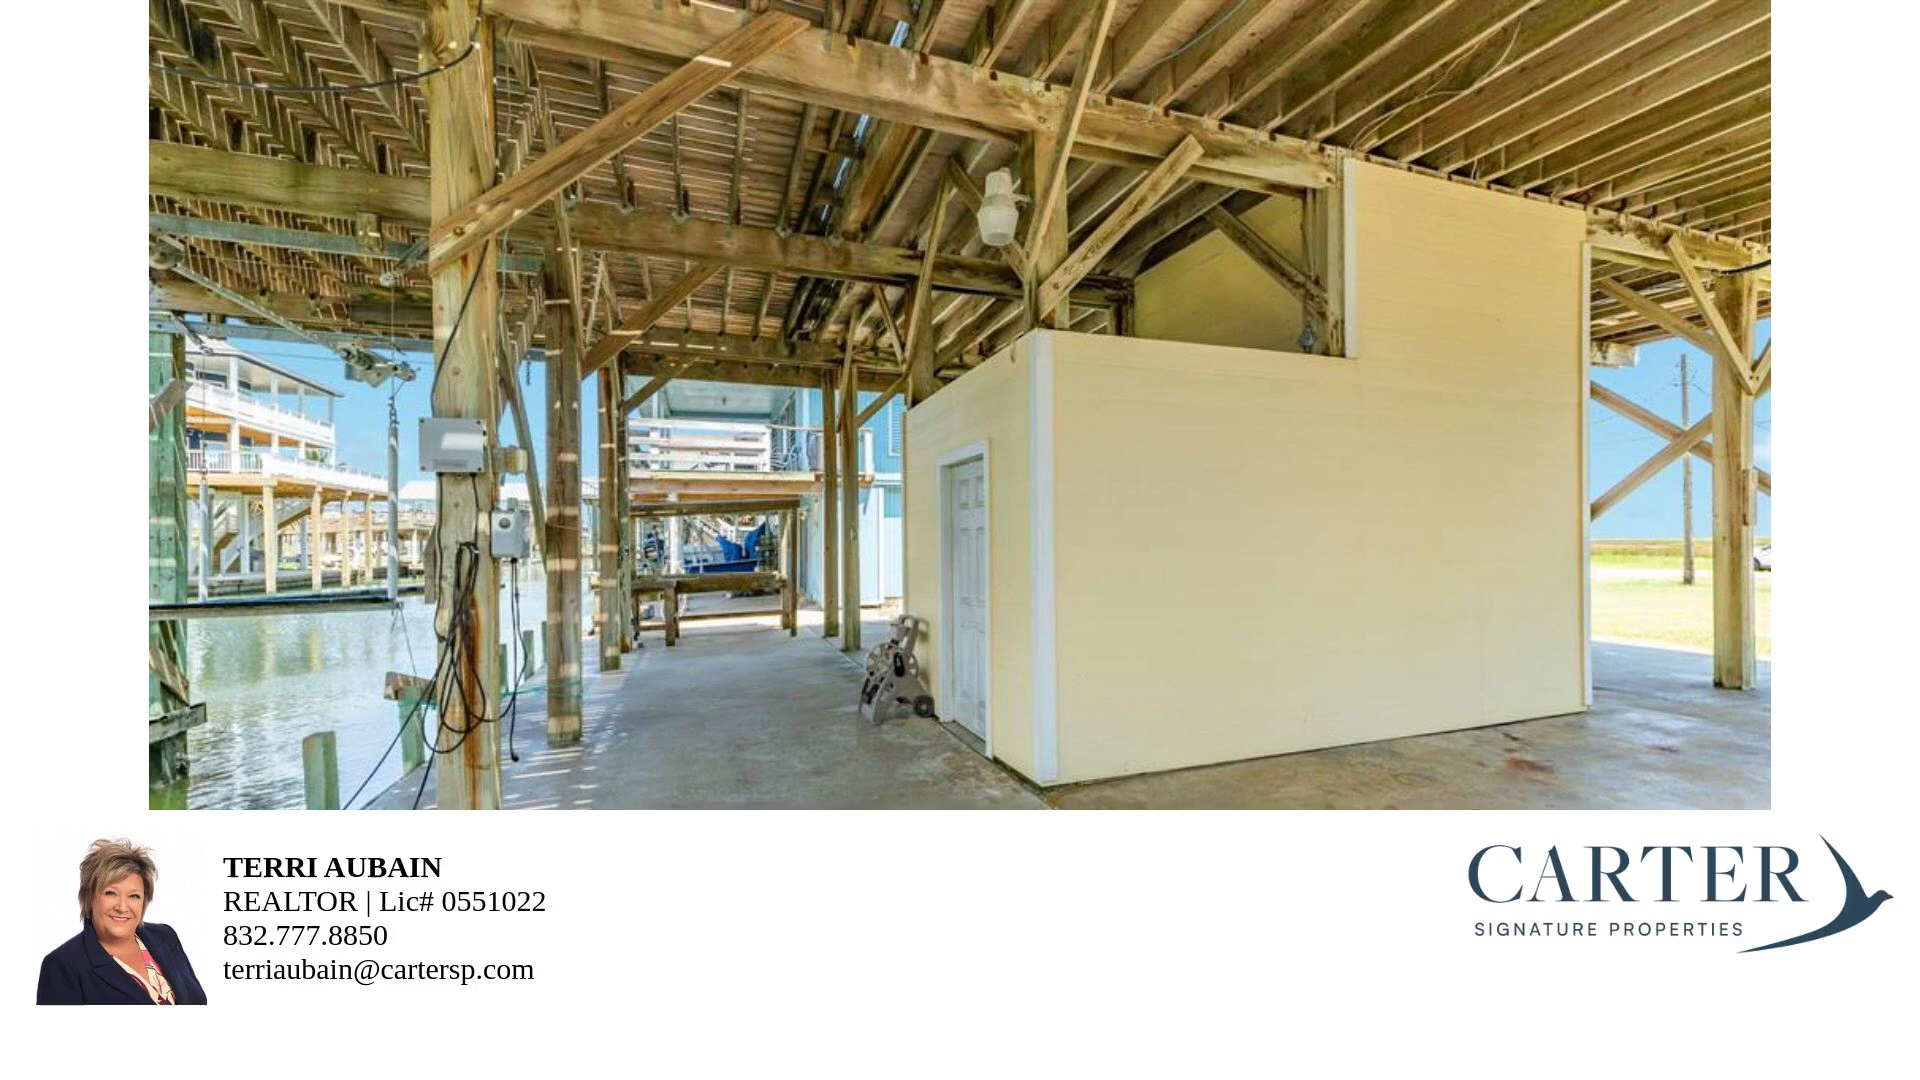 TERRI AUBAIN
REALTOR | Lic# 0551022
832.777.8850
terriaubain@cartersp.com
CARTER
SIGNATURE PROPERTIES